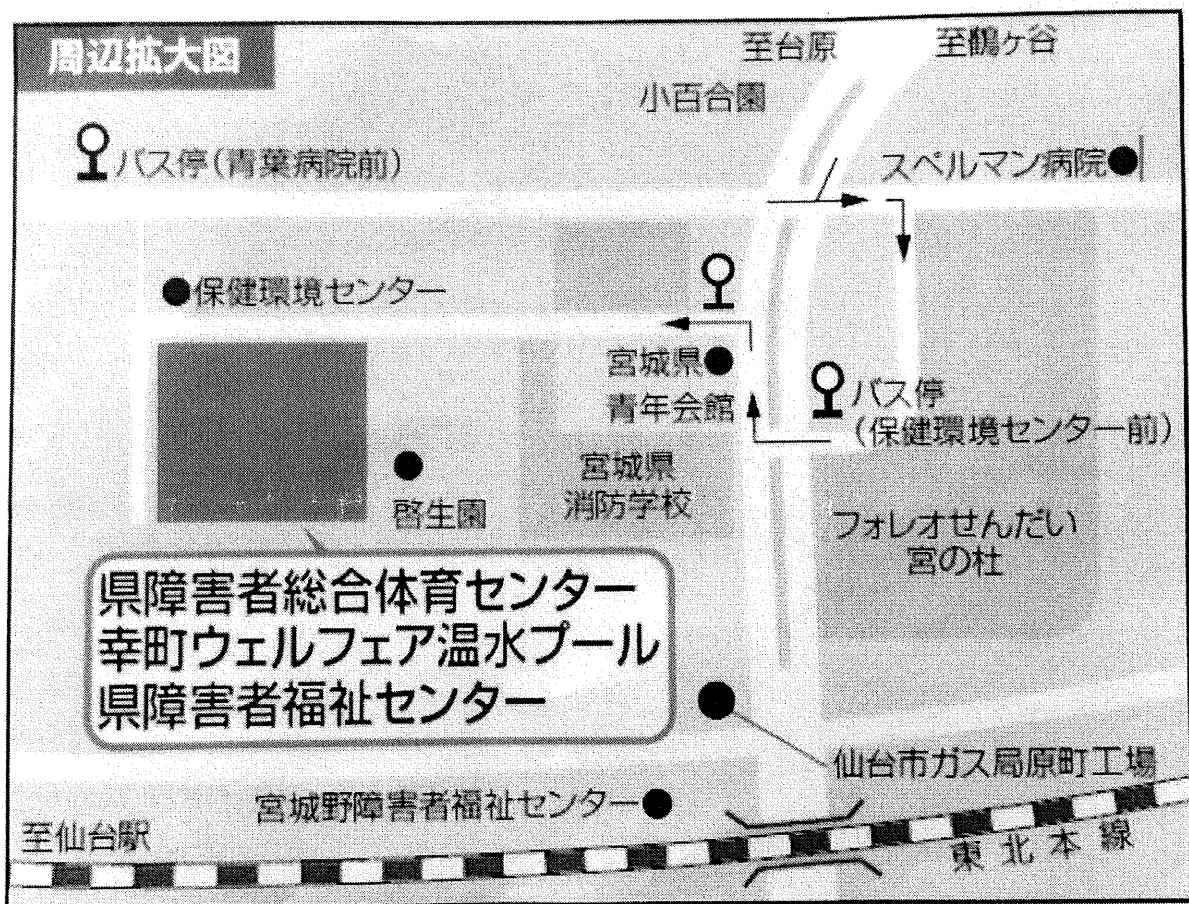 周辺拡大図
至台原
至鶴ヶ谷
小百合園
バス停(青葉病院前)
スペルマン病院
保健環境センター
宮城県
青年会館
バス停
(保健環境センター前)
啓生園
宮城県
消防学校
フォレオせんだい
宮の杜
県障害者総合体育センター
幸町ウェルフェア温水プール
県障害者福祉センター
仙台市ガス局原町工場
宮城野障害者福祉センター
至仙台駅
東北本線